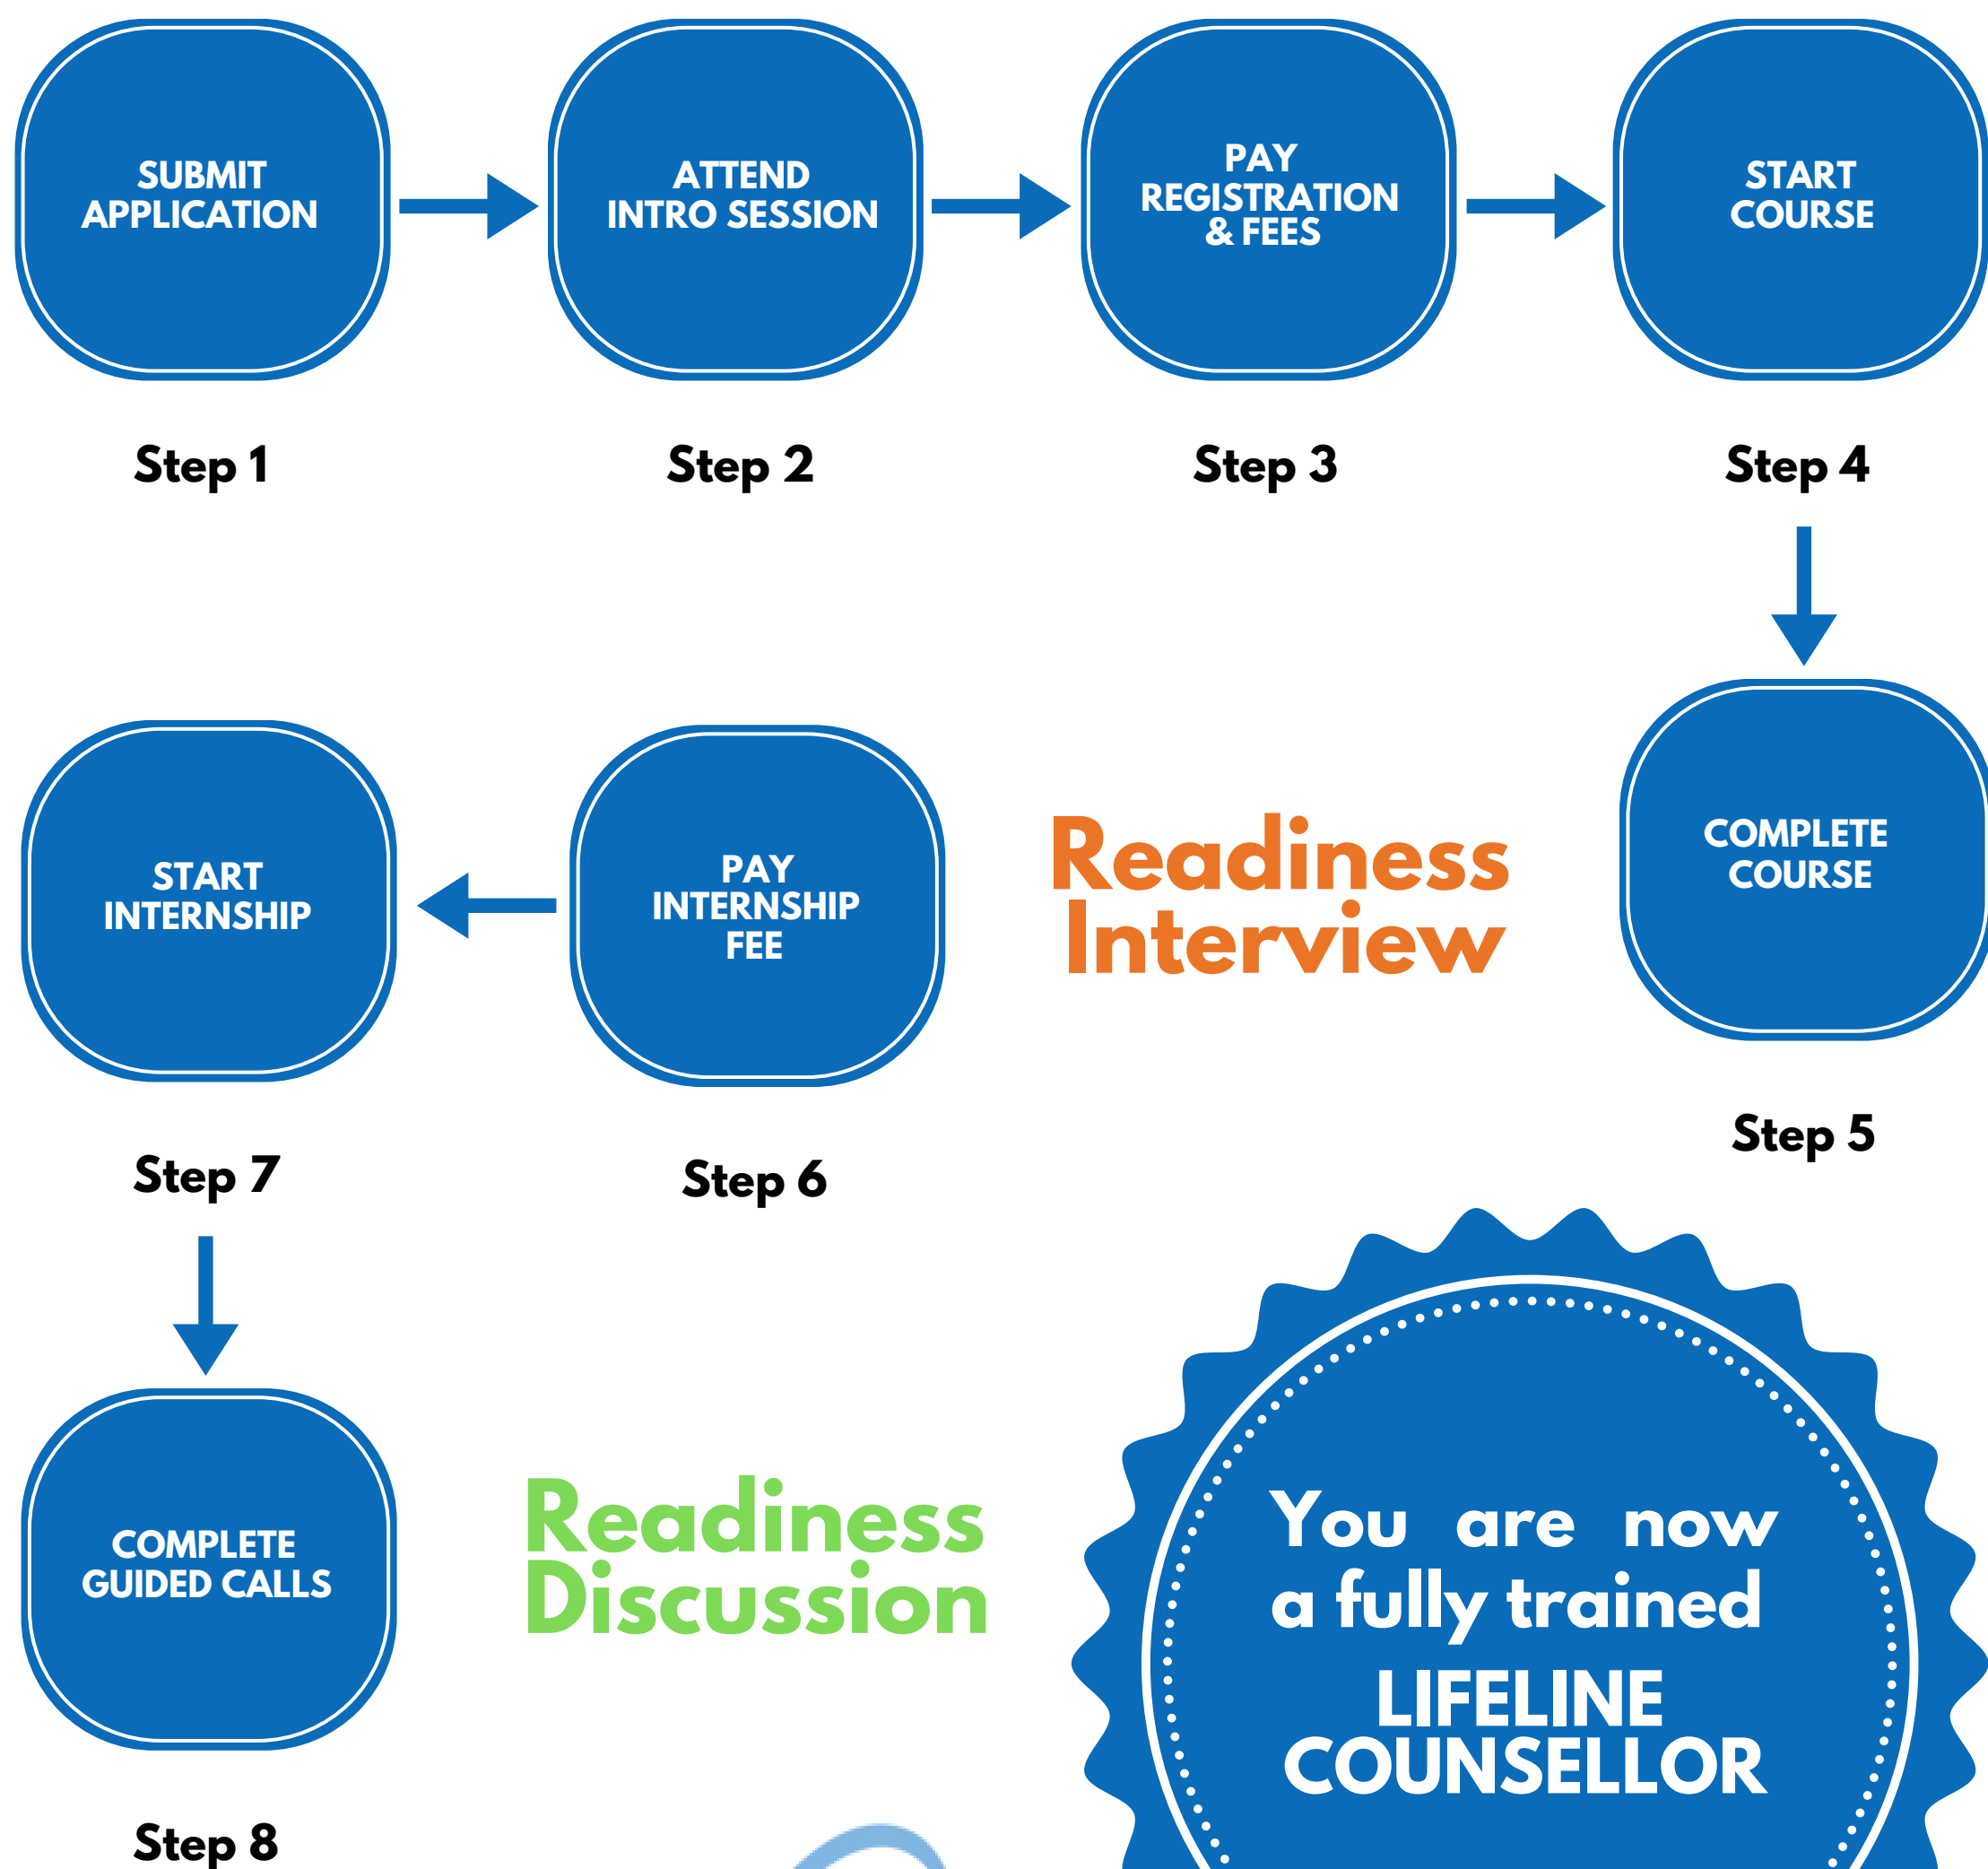 SUBMIT
APPLICATION
ATTEND
INTRO SESSION
PAY
REGISTRATION
& FEES
START
COURSE
Step 1
Step 2
Step 3
Step 4
COMPLETE
COURSE
Step 5
Readiness
Interview
PAY
INTERNSHIP
FEE
Step 6
START
INTERNSHIP
Step 7
COMPLETE
GUIDED CALLS
Step 8
Readiness
Discussion
You are now
a fully trained
LIFELINE
COUNSELLOR